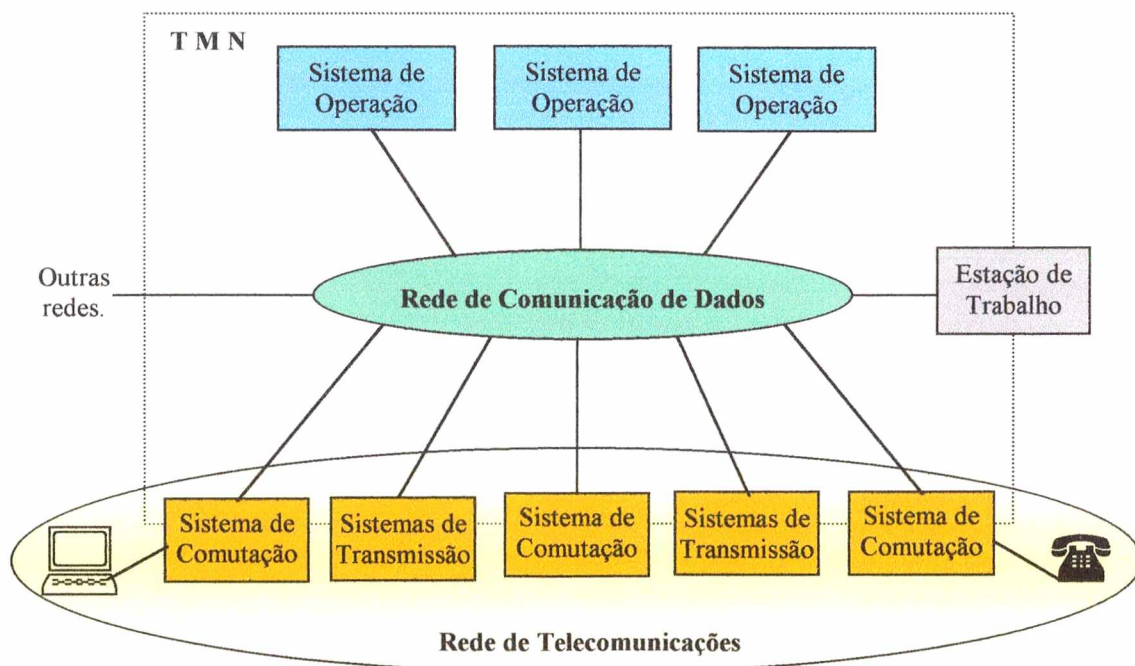 T M N
Sistema de
Operação
Sistema de
Operação
Sistema de
Operação
Outras
redes.
Rede de Comunicação de Dados
Estação de
Trabalho
Sistema de
Comutação
Sistemas de
Transmissão
Sistema de
Comutação
Sistemas de
Transmissão
Sistema de
Comutação
Rede de Telecomunicações